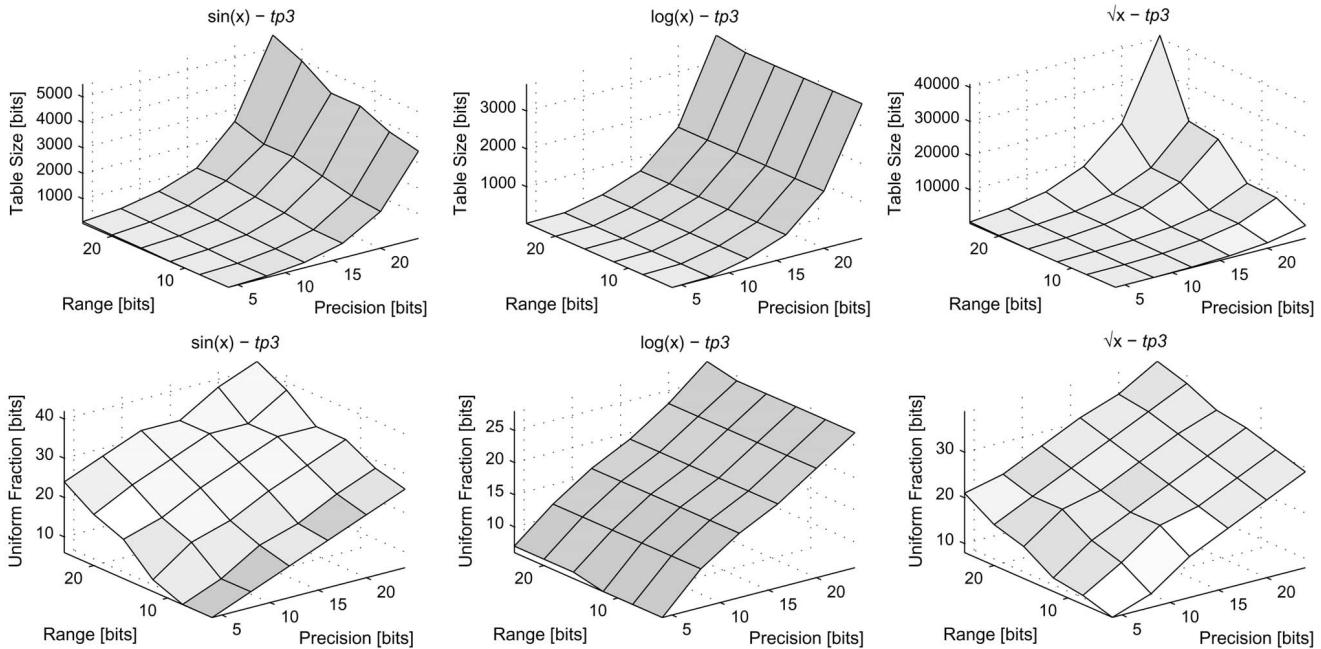 sin(x) − tp3
Table Size [bits]
5000
4000
3000
2000
1000
20
10
Range [bits]
5
10
15
20
Precision [bits]
log(x) − tp3
Table Size [bits]
3000
2000
1000
20
10
Range [bits]
5
10
15
20
Precision [bits]
√x − tp3
Table Size [bits]
40000
30000
20000
10000
20
10
Range [bits]
5
10
15
20
Precision [bits]
sin(x) − tp3
Uniform Fraction [bits]
40
30
20
10
20
10
Range [bits]
5
10
15
20
Precision [bits]
log(x) − tp3
Uniform Fraction [bits]
25
20
15
10
20
10
Range [bits]
5
10
15
20
Precision [bits]
√x − tp3
Uniform Fraction [bits]
30
20
10
20
10
Range [bits]
5
10
15
20
Precision [bits]